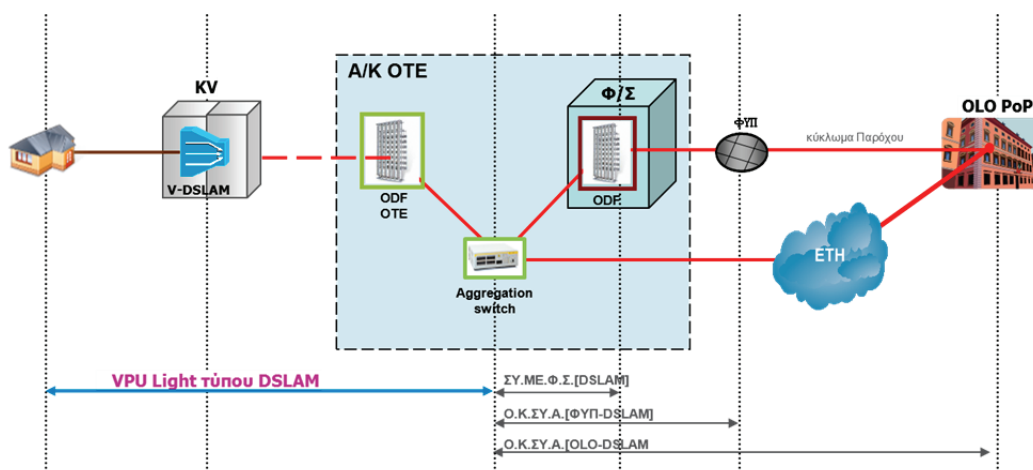 Α/Κ ΟΤΕ
KV
Φ/Σ
ΦΥΠ
OLO PoP
κύκλωμα Παρόχου
V-DSLAM
ODF
OTE
ODF
ETH
Aggregation
switch
VPU Light τύπου DSLAM
ΣΥ.ΜΕ.Φ.Σ.[DSLAM]
Ο.Κ.ΣΥ.Α.[ΦΥΠ-DSLAM]
Ο.Κ.ΣΥ.Α.[OLO-DSLAM